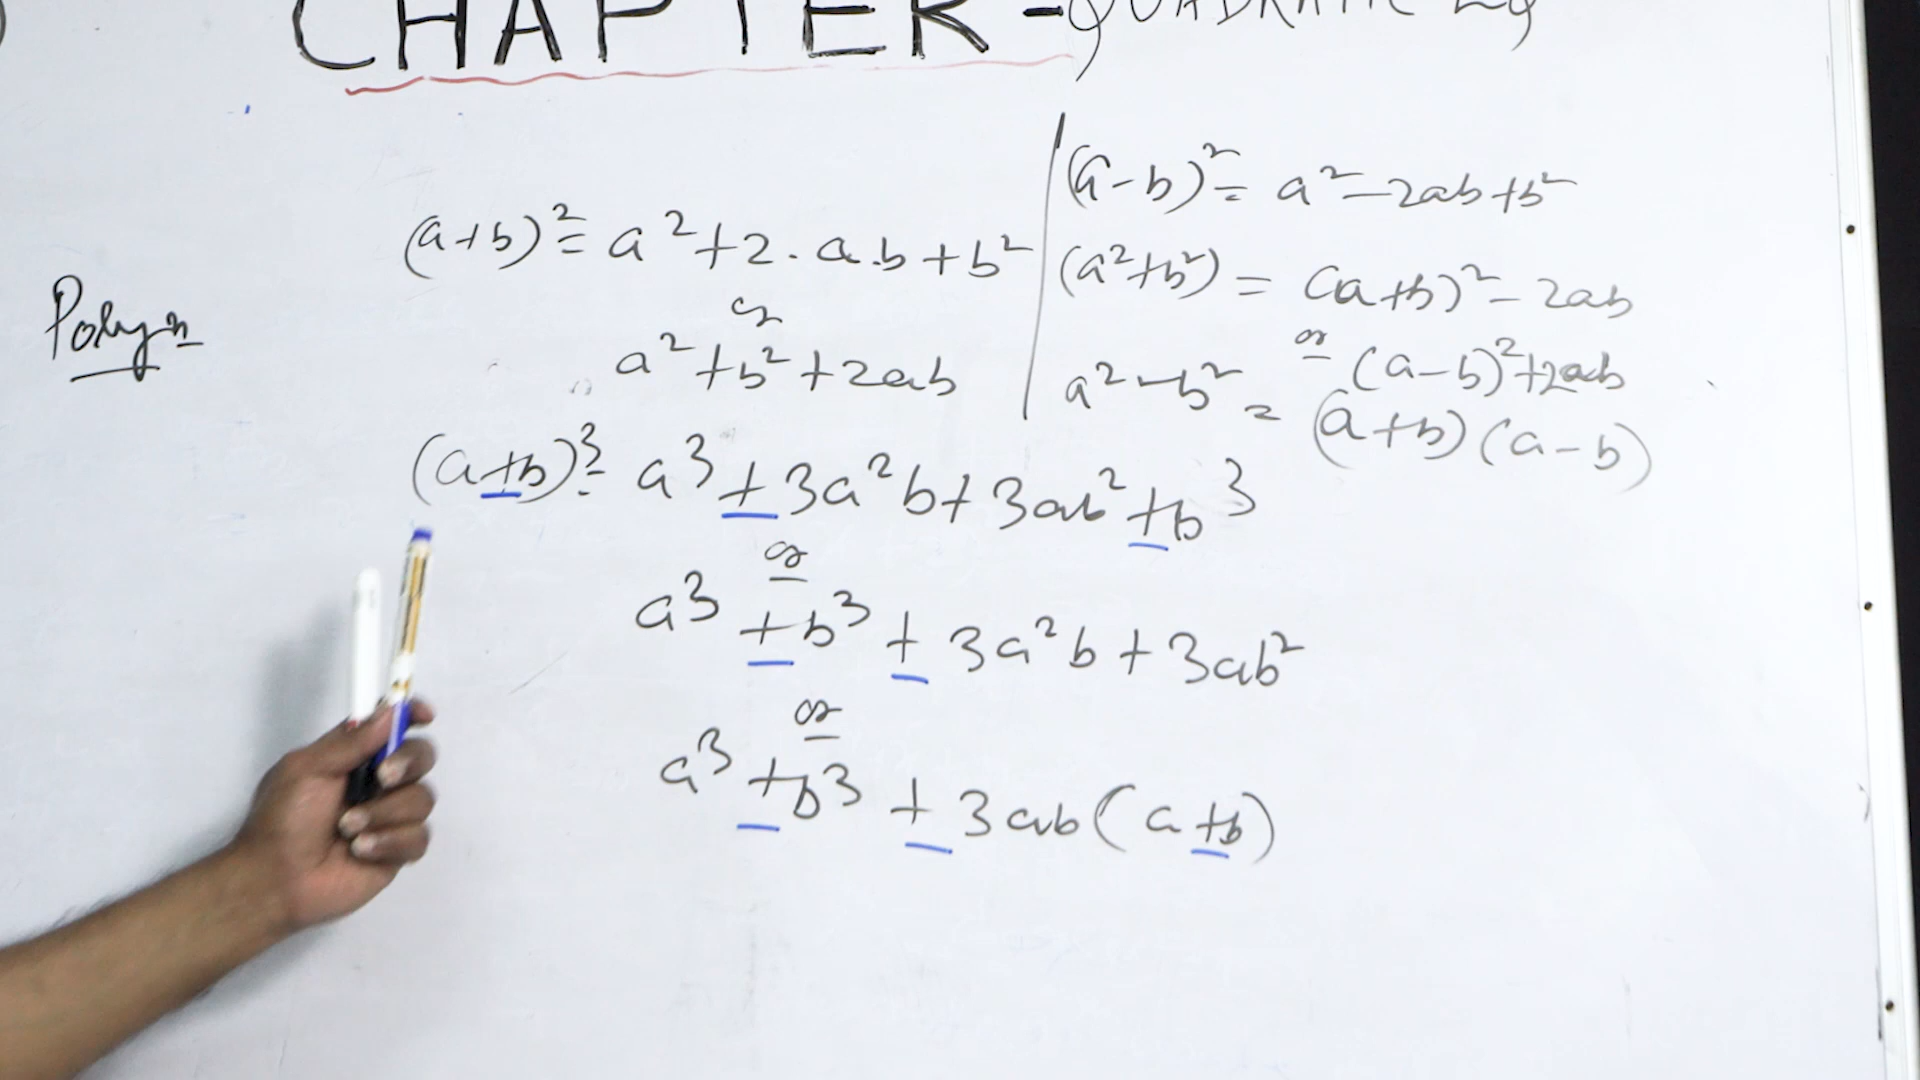 CHAPTER - QUADRATIC EQ
(a+b)² = a²+2.a.b+b²
or
a²+b²+2ab
(a-b)² = a²-2ab+b²
(a²+b²) = (a+b)²-2ab
or (a-b)²+2ab
a²-b² = (a+b)(a-b)
Polyn
(a+b)³ = a³+3a²b+3ab²+b³
or
a³+b³+3a²b+3ab²
or
a³+b³+3ab(a+b)